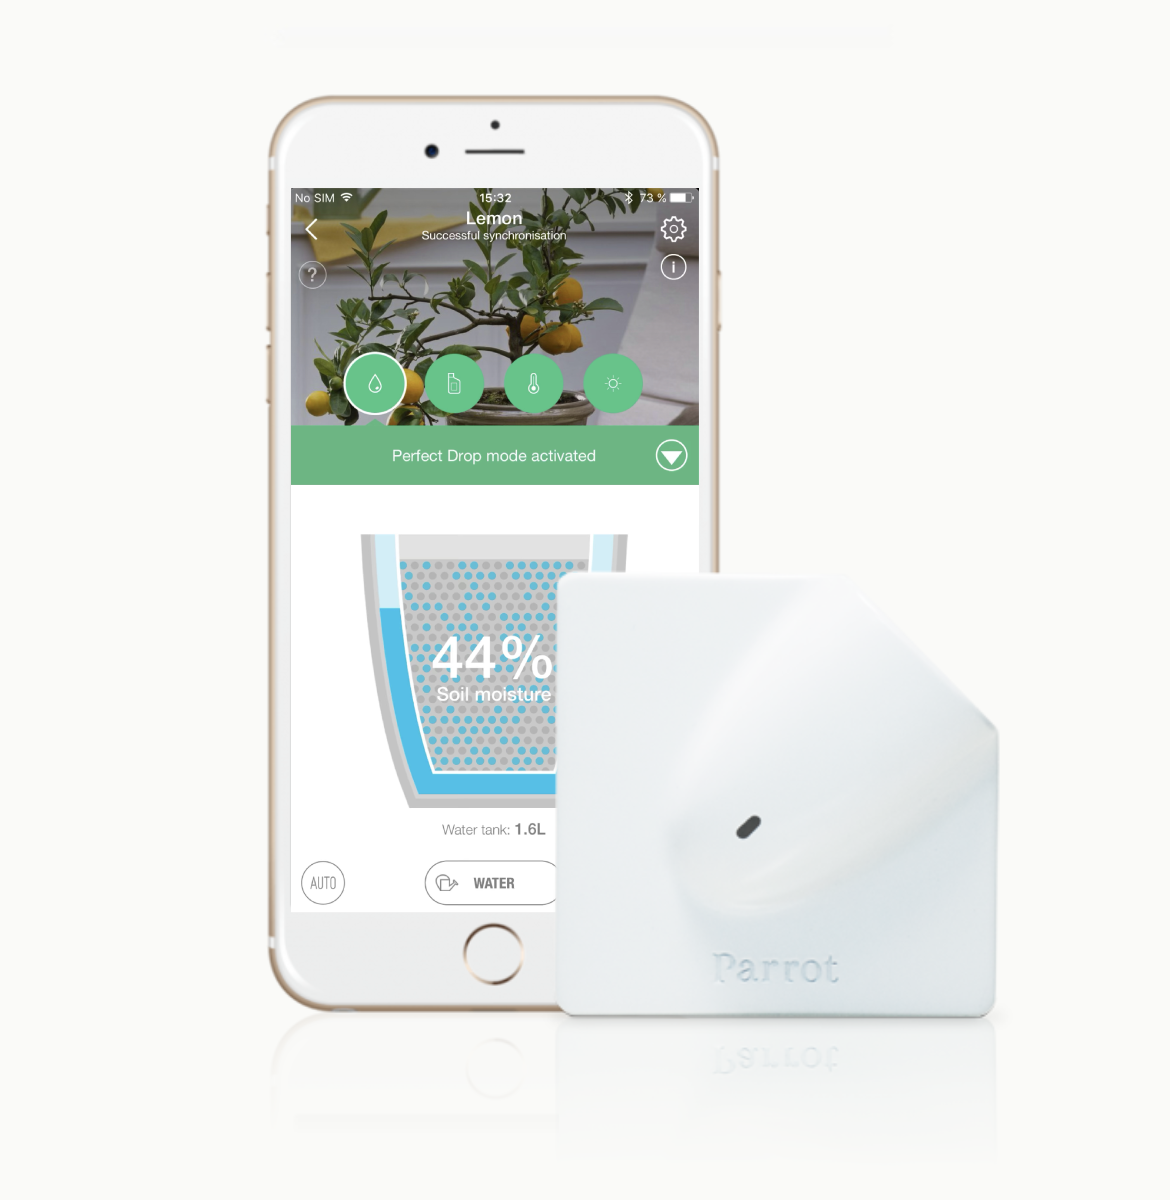 No SIM 15:32 73 %
Lemon
Successful synchronisation
?
i
Perfect Drop mode activated
44%
Soil moisture
Water tank: 1.6L
AUTO WATER
Parrot